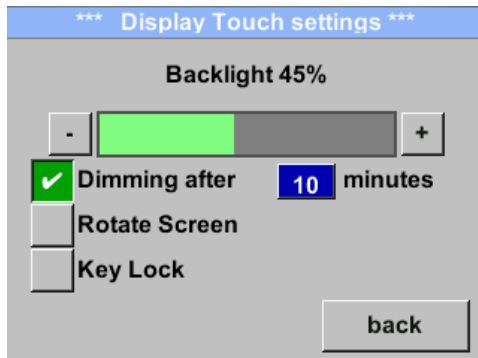 *** Display Touch settings ***
Backlight 45%
- +
Dimming after 10 minutes
Rotate Screen
Key Lock
back